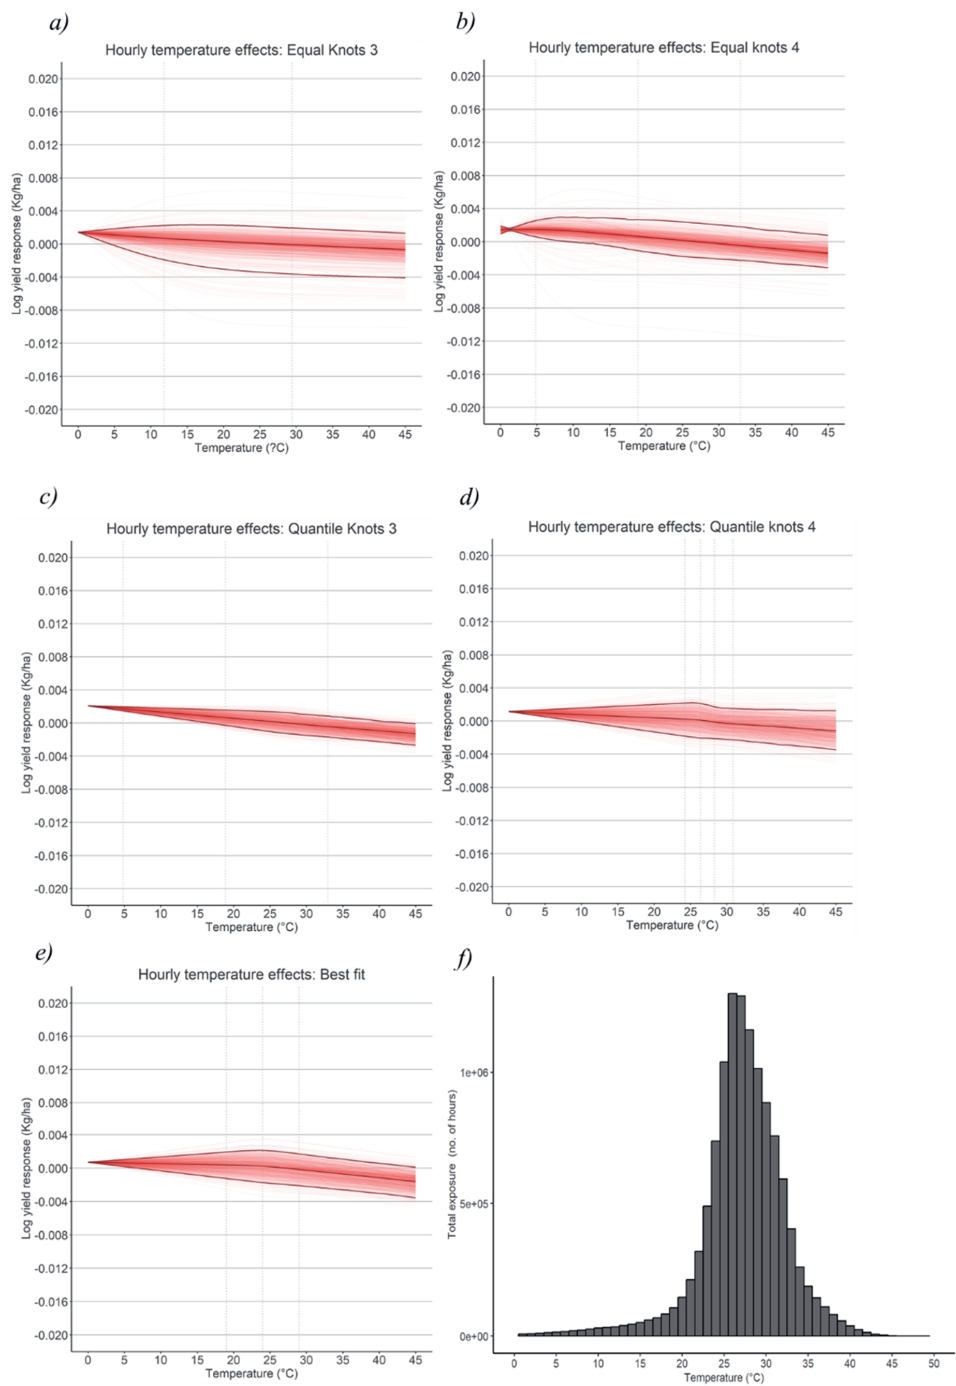 a)
Hourly temperature effects: Equal Knots 3
Log yield response (Kg/ha)
0.020
0.016
0.012
0.008
0.004
0.000
-0.004
-0.008
-0.012
-0.016
-0.020
0 5 10 15 20 25 30 35 40 45
Temperature (?C)
b)
Hourly temperature effects: Equal knots 4
Log yield response (Kg/ha)
0.020
0.016
0.012
0.008
0.004
0.000
-0.004
-0.008
-0.012
-0.016
-0.020
0 5 10 15 20 25 30 35 40 45
Temperature (°C)
c)
Hourly temperature effects: Quantile Knots 3
Log yield response (Kg/ha)
0.020
0.016
0.012
0.008
0.004
0.000
-0.004
-0.008
-0.012
-0.016
-0.020
0 5 10 15 20 25 30 35 40 45
Temperature (°C)
d)
Hourly temperature effects: Quantile knots 4
Log yield response (Kg/ha)
0.020
0.016
0.012
0.008
0.004
0.000
-0.004
-0.008
-0.012
-0.016
-0.020
0 5 10 15 20 25 30 35 40 45
Temperature (°C)
e)
Hourly temperature effects: Best fit
Log yield response (Kg/ha)
0.020
0.016
0.012
0.008
0.004
0.000
-0.004
-0.008
-0.012
-0.016
-0.020
0 5 10 15 20 25 30 35 40 45
Temperature (°C)
f)
Total exposure (no. of hours)
1e+06
5e+05
0e+00
0 5 10 15 20 25 30 35 40 45 50
Temperature (°C)